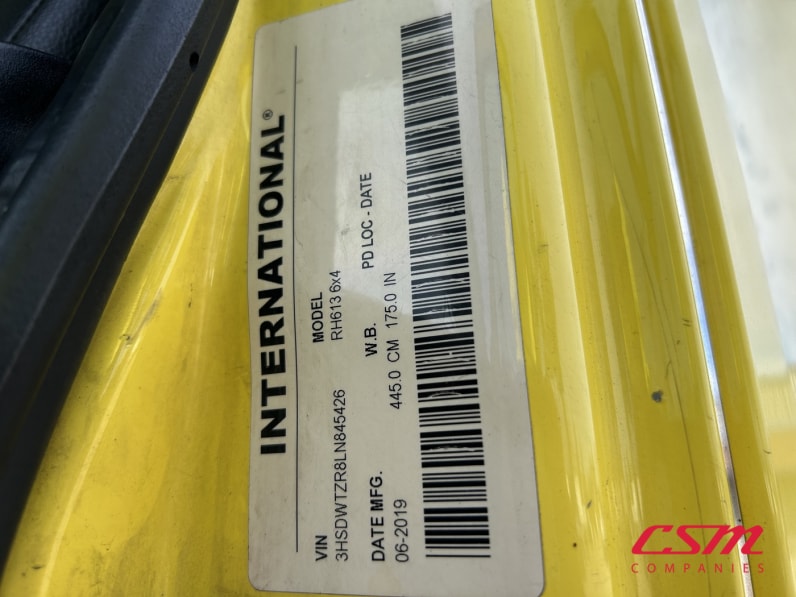 INTERNATIONAL®
VIN MODEL
3HSDWTZR8LN845426 RH613 6x4
DATE MFG. W.B. PD LOC - DATE
06-2019 445.0 CM 175.0 IN
CSM
COMPANIES